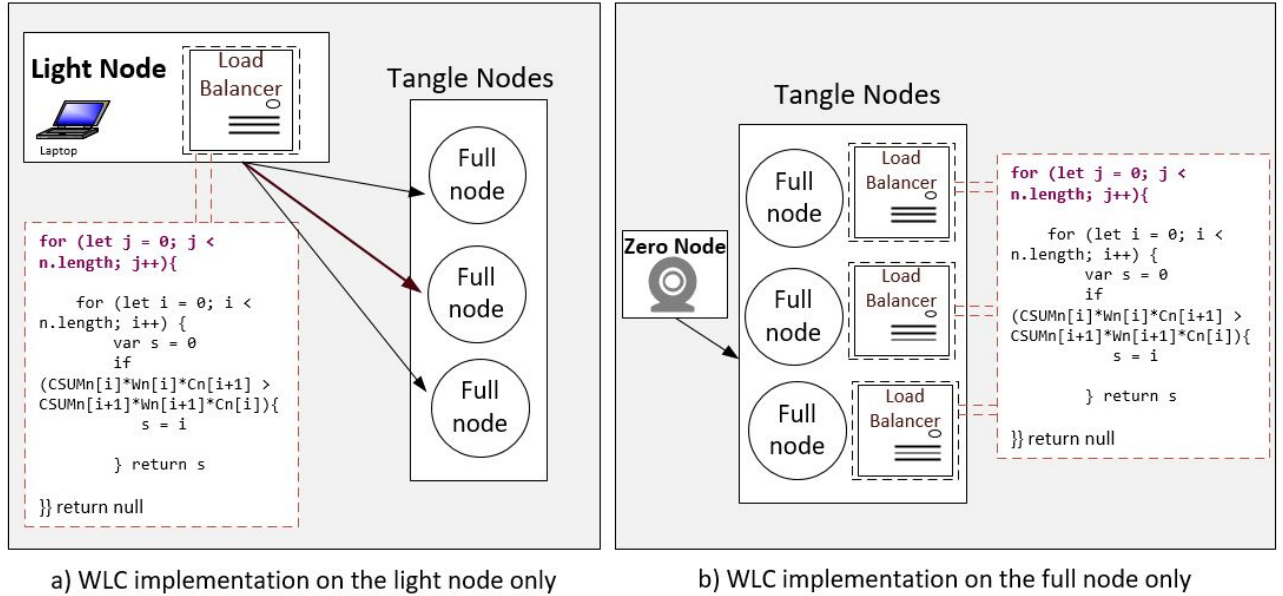 Light Node
Laptop
Load
Balancer
Tangle Nodes
Full
node
Full
node
Full
node
for (let j = 0; j <
n.length; j++){
for (let i = 0; i <
n.length; i++) {
var s = 0
if
(CSUMn[i]*Wn[i]*Cn[i+1] >
CSUMn[i+1]*Wn[i+1]*Cn[i]){
s = i
} return s
}} return null
a) WLC implementation on the light node only
Tangle Nodes
Zero Node
Full
node
Load
Balancer
Full
node
Load
Balancer
Full
node
Load
Balancer
for (let j = 0; j <
n.length; j++){
for (let i = 0; i <
n.length; i++) {
var s = 0
if
(CSUMn[i]*Wn[i]*Cn[i+1] >
CSUMn[i+1]*Wn[i+1]*Cn[i]){
s = i
} return s
}} return null
b) WLC implementation on the full node only